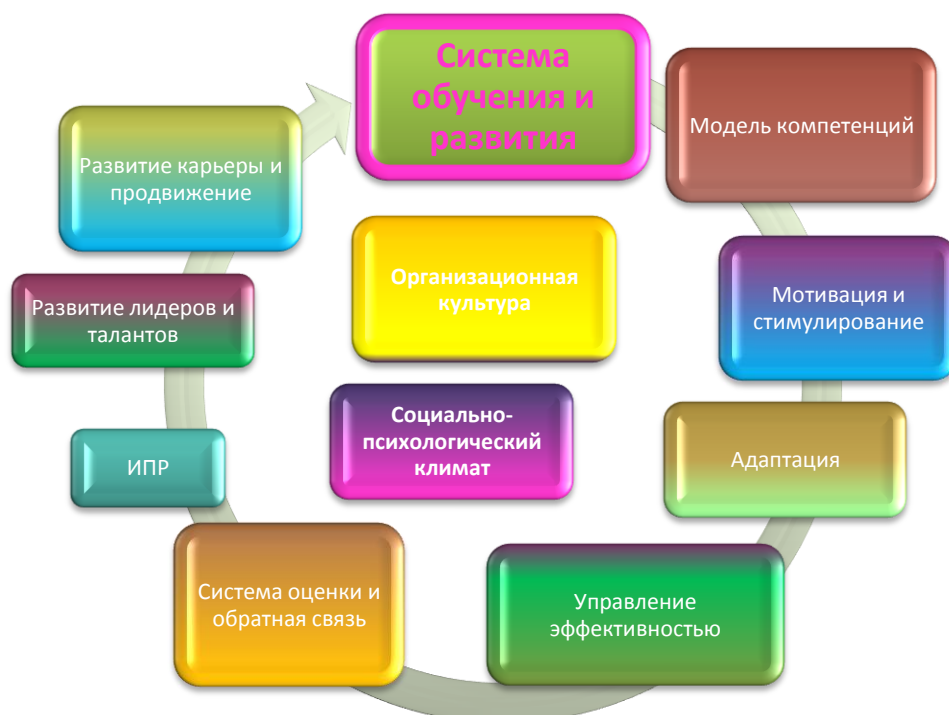 Система
обучения и
развития
Модель компетенций
Мотивация и
стимулирование
Адаптация
Управление
эффективностью
Система оценки и
обратная связь
ИПР
Развитие лидеров и
талантов
Развитие карьеры и
продвижение
Организационная
культура
Социально-
психологический
климат